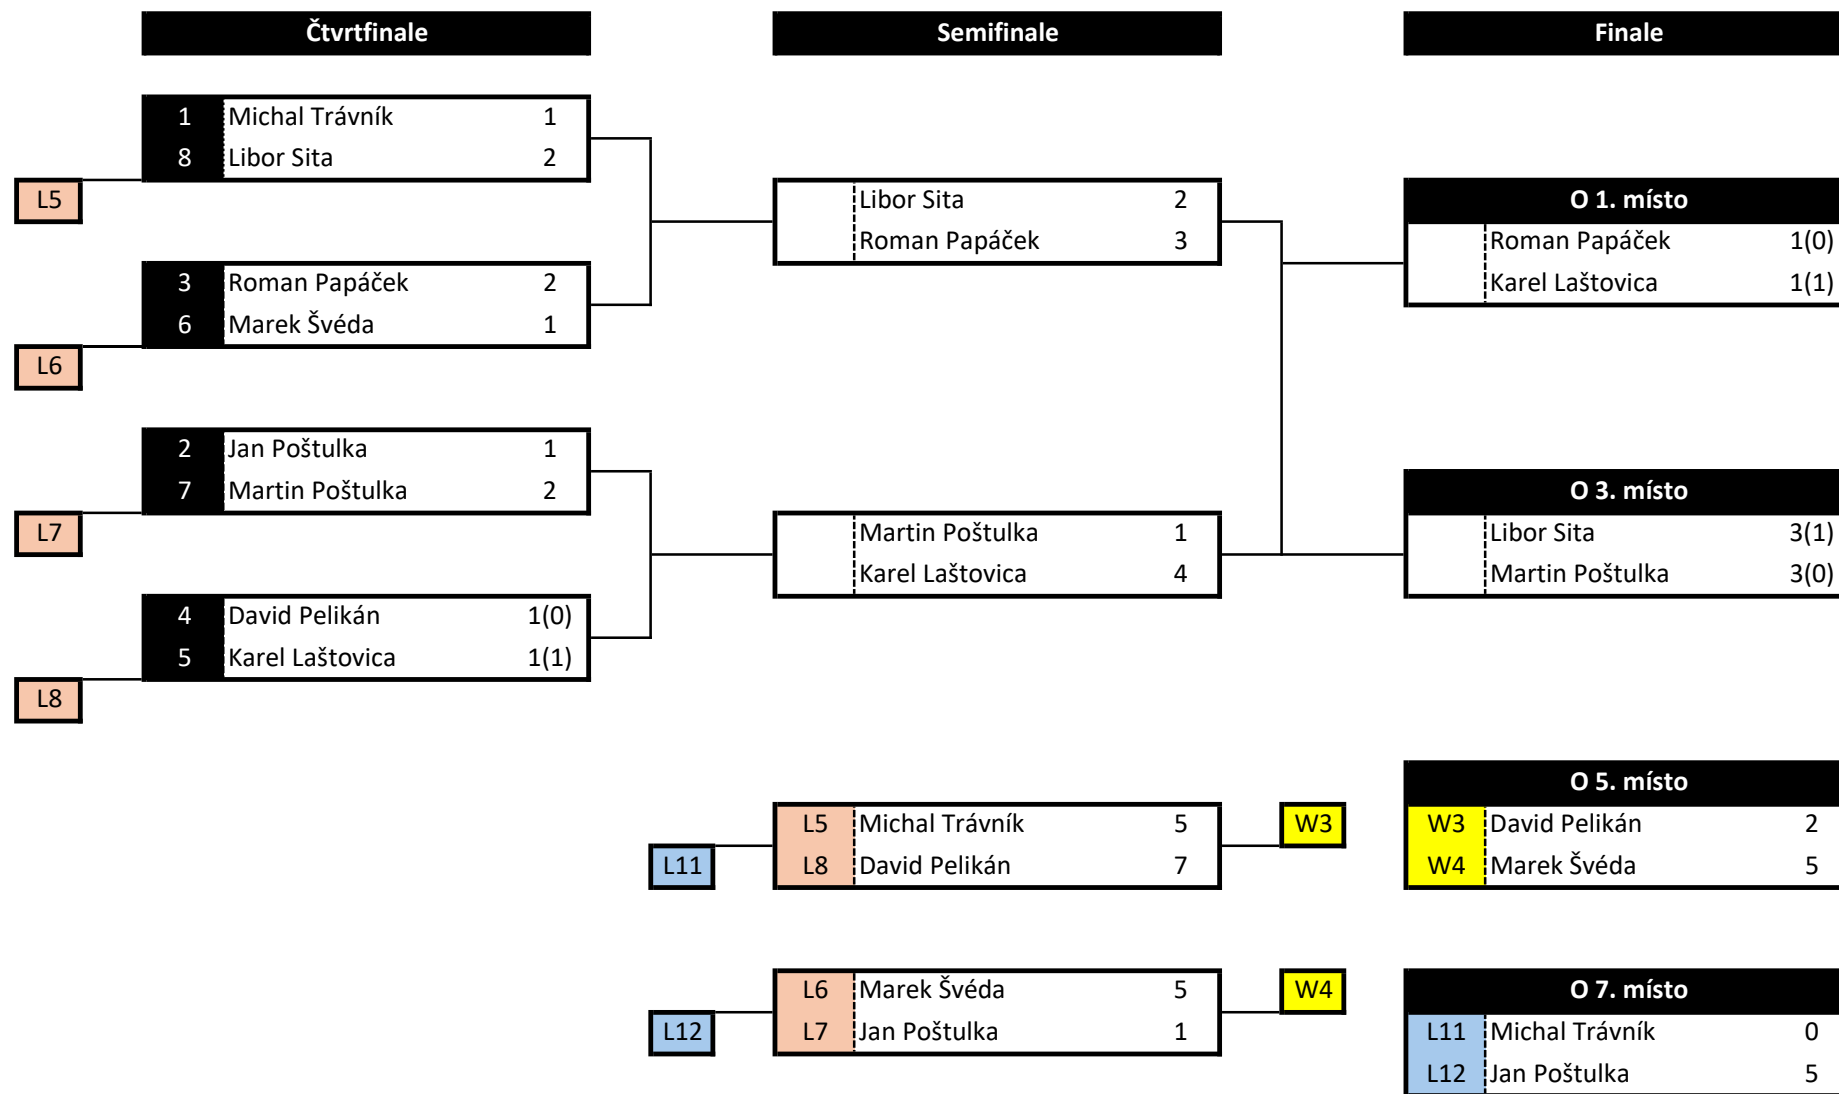 Čtvrtfinale Semifinale Finale
1 Michal Trávník 1
8 Libor Sita 2
L5
3 Roman Papáček 2
6 Marek Švéda 1
L6
2 Jan Poštulka 1
7 Martin Poštulka 2
L7
4 David Pelikán 1(0)
5 Karel Laštovica 1(1)
L8
Libor Sita 2
Roman Papáček 3
Martin Poštulka 1
Karel Laštovica 4
O 1. místo
Roman Papáček 1(0)
Karel Laštovica 1(1)
O 3. místo
Libor Sita 3(1)
Martin Poštulka 3(0)
L5 Michal Trávník 5 W3
L11 L8 David Pelikán 7
L6 Marek Švéda 5 W4
L12 L7 Jan Poštulka 1
O 5. místo
W3 David Pelikán 2
W4 Marek Švéda 5
O 7. místo
L11 Michal Trávník 0
L12 Jan Poštulka 5